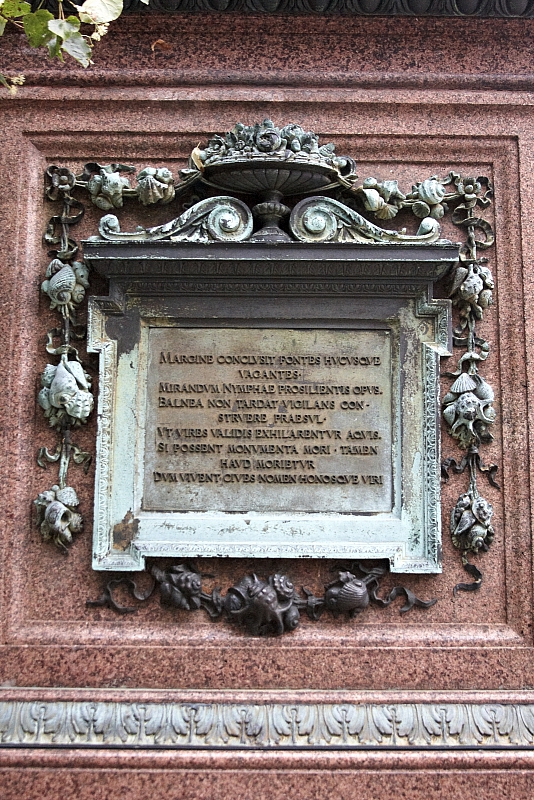 MARGINE CONCLVSIT FONTES HVCVSQVE
VAGANTES·
MIRANDVM NYMPHAE PROSILIENTIS OPVS.
BALNEA NON TARDAT VIGILANS CON-
STRVERE PRAESVL·
VT VIRES VALIDIS EXHILARENTVR AQVIS.
SI POSSENT MONVMENTA MORI · TAMEN
HAVD MORIETVR
DVM VIVENT CIVES NOMEN HONOSQVE VIRI